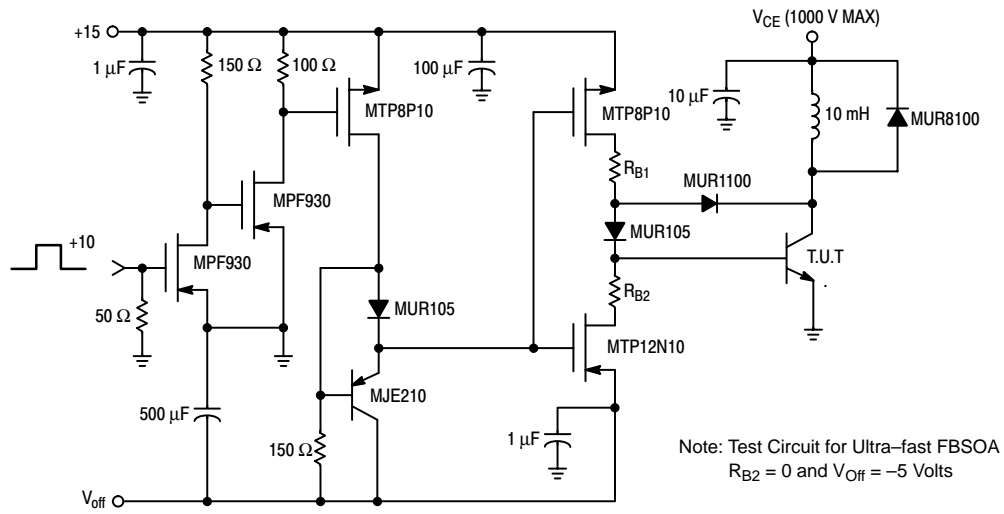 V_CE (1000 V MAX)
+15
1 µF
150 Ω
100 Ω
MTP8P10
100 µF
MTP8P10
10 µF
10 mH
MUR8100
R_B1
MPF930
MUR1100
+10
MPF930
MUR105
T.U.T
50 Ω
R_B2
MUR105
MTP12N10
500 µF
MJE210
150 Ω
1 µF
V_off
Note: Test Circuit for Ultra–fast FBSOA
R_B2 = 0 and V_Off = –5 Volts